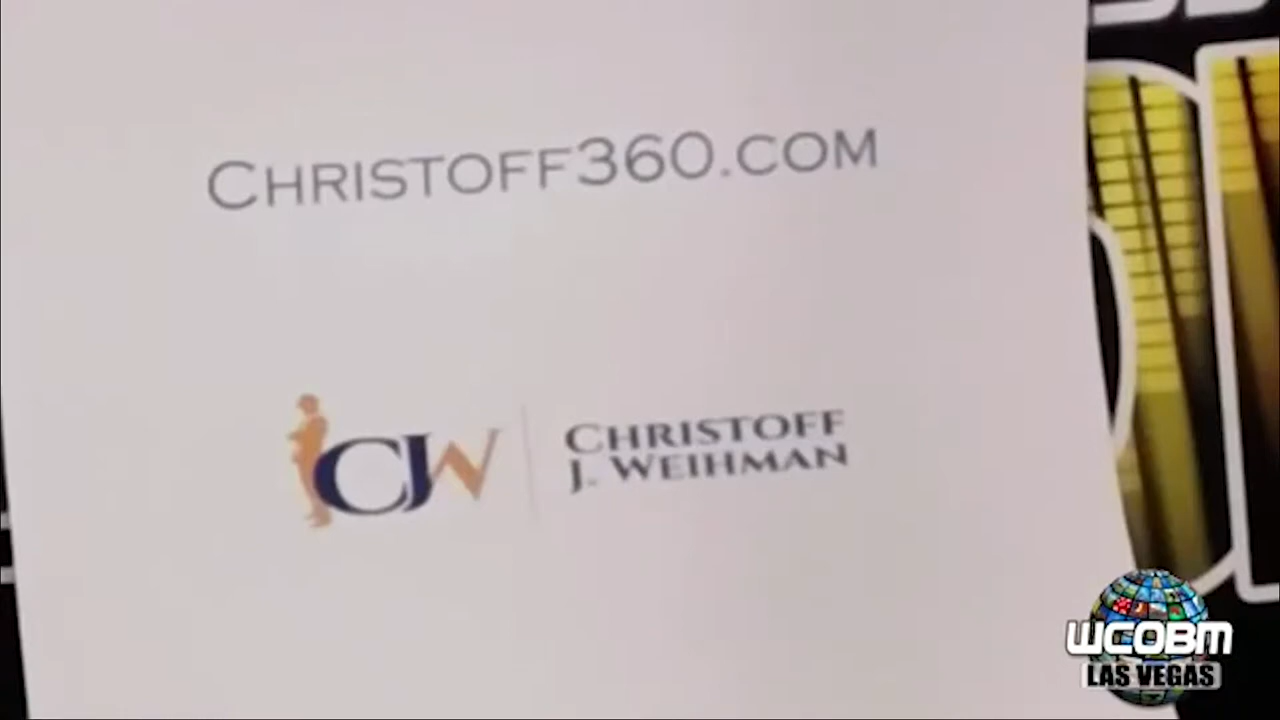 CHRISTOFF360.COM
CJW
CHRISTOFF
J. WEIHMAN
WCOBM
LAS VEGAS